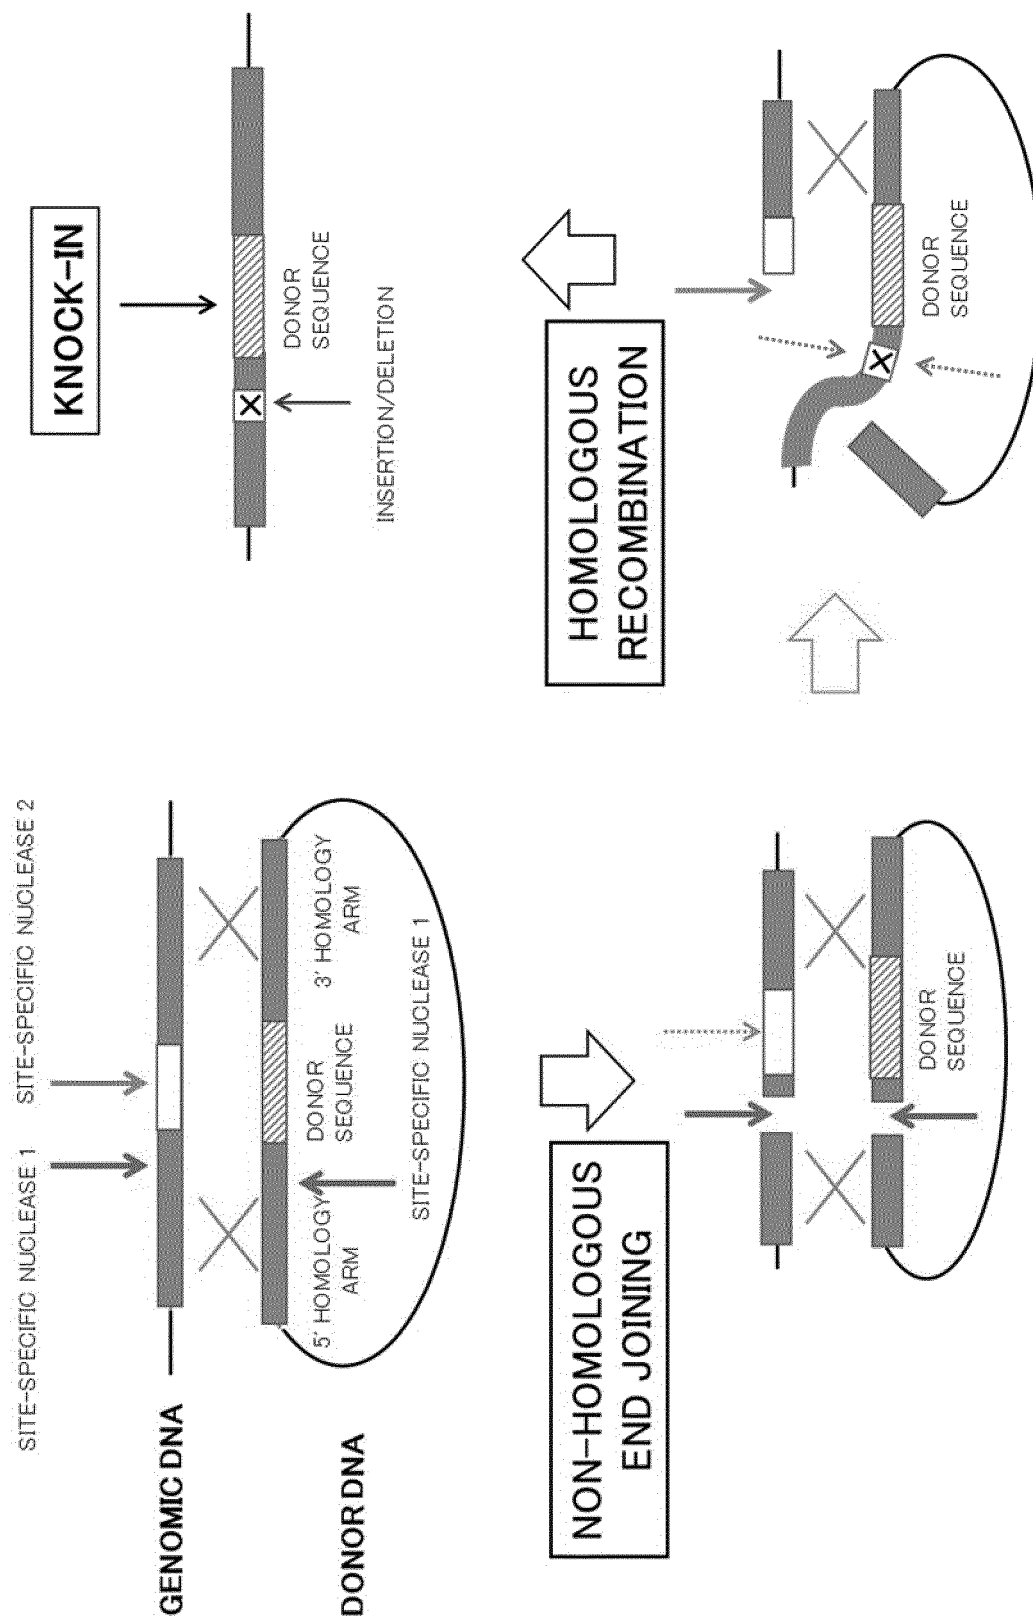 SITE-SPECIFIC NUCLEASE 1
SITE-SPECIFIC NUCLEASE 2
GENOMIC DNA
DONOR DNA
5' HOMOLOGY
ARM
DONOR
SEQUENCE
3' HOMOLOGY
ARM
SITE-SPECIFIC NUCLEASE 1
NON-HOMOLOGOUS
END JOINING
DONOR
SEQUENCE
HOMOLOGOUS
RECOMBINATION
DONOR
SEQUENCE
KNOCK-IN
X
DONOR
SEQUENCE
INSERTION/DELETION
X